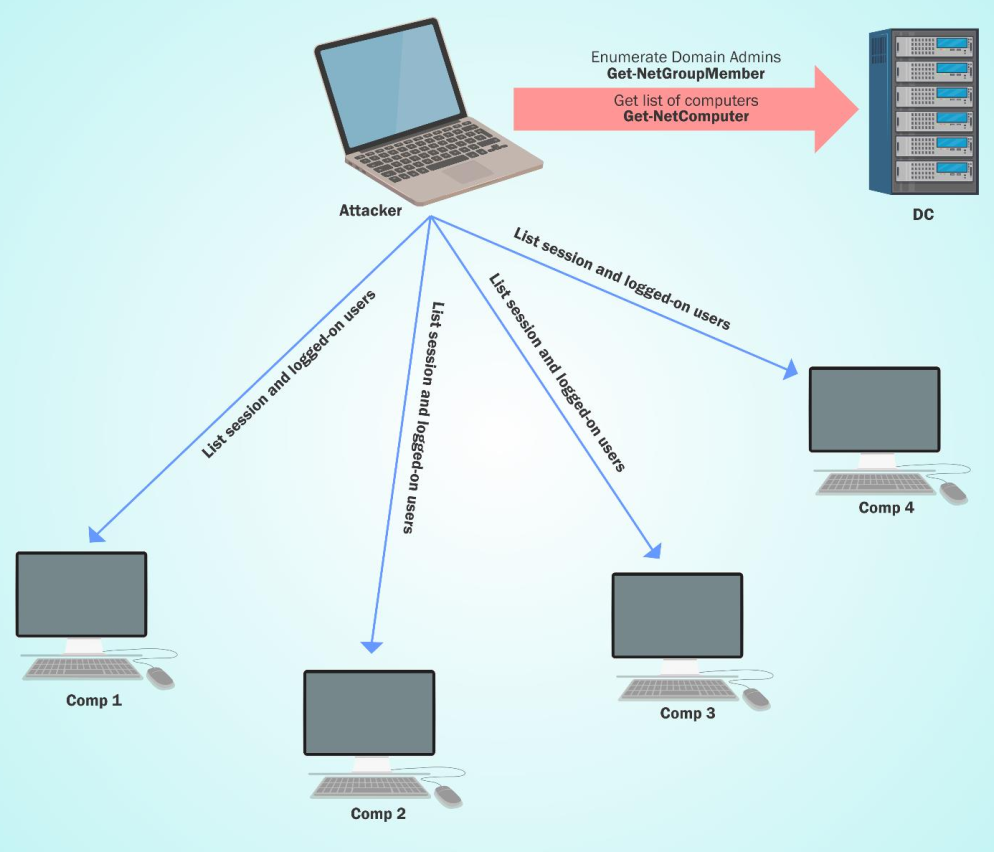 Enumerate Domain Admins
Get-NetGroupMember
Get list of computers
Get-NetComputer
Attacker
DC
List session and logged-on users
List session and logged-on users
List session and logged-on users
List session and logged-on users
Comp 4
Comp 1
Comp 3
Comp 2